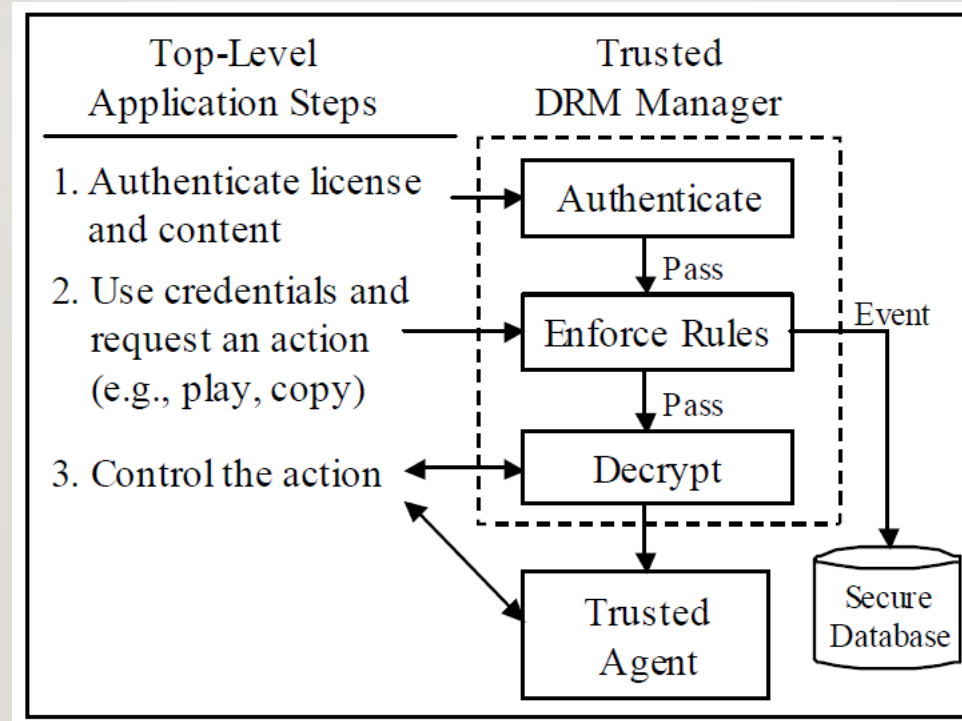 Top-Level
Application Steps
Trusted
DRM Manager
1. Authenticate license
and content
Authenticate
Pass
2. Use credentials and
request an action
(e.g., play, copy)
Enforce Rules
Event
Pass
3. Control the action
Decrypt
Trusted
Agent
Secure
Database